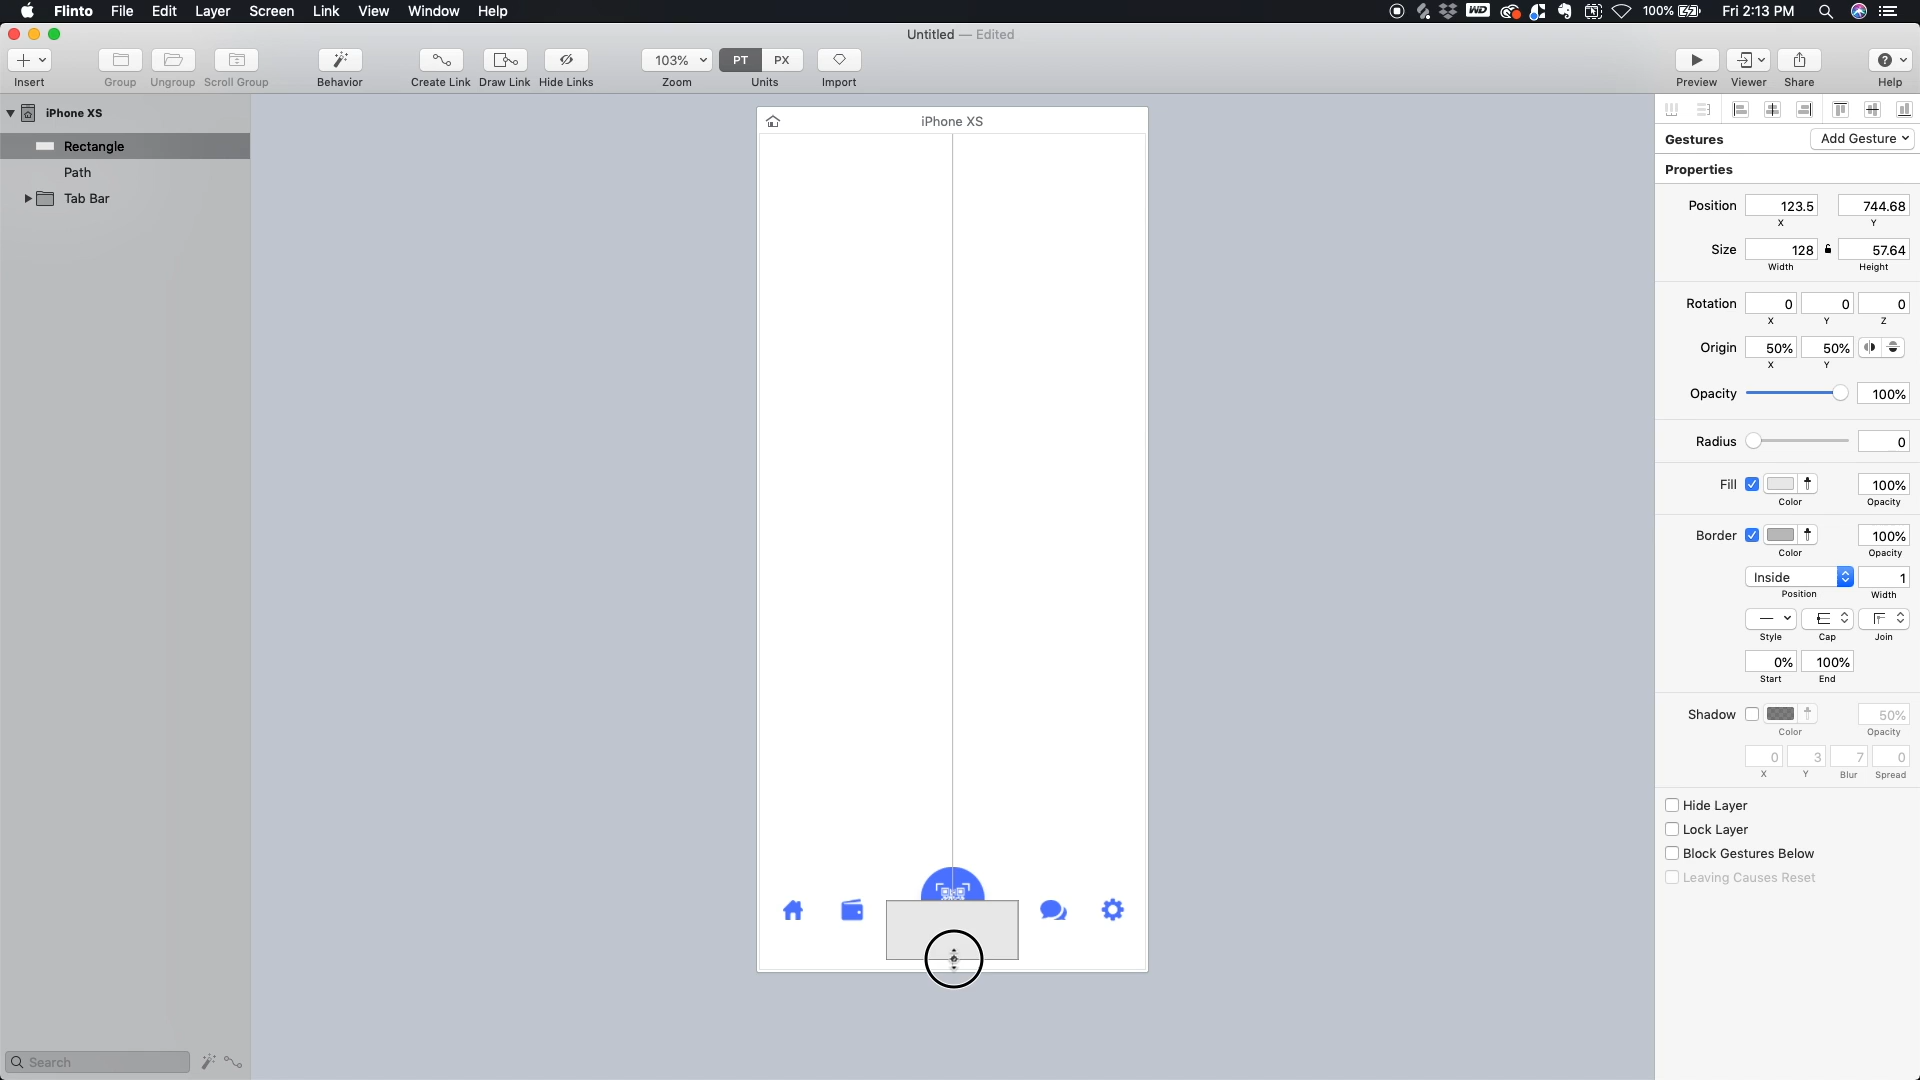 Flinto File Edit Layer Screen Link View Window Help 100% Fri 2:13 PM
Untitled — Edited
103% PT PX
Insert Group Ungroup Scroll Group Behavior Create Link Draw Link Hide Links Zoom Units Import Preview Viewer Share Help
iPhone XS
Rectangle
Path
Tab Bar
Search
iPhone XS
Gestures Add Gesture
Properties
Position 123.5 744.68
X Y
Size 128 57.64
Width Height
Rotation 0 0 0
X Y Z
Origin 50% 50%
X Y
Opacity 100%
Radius 0
Fill 100%
Color Opacity
Border 100%
Color Opacity
Inside 1
Position Width
Style Cap Join
0% 100%
Start End
Shadow 50%
Color Opacity
0 3 7 0
X Y Blur Spread
Hide Layer
Lock Layer
Block Gestures Below
Leaving Causes Reset